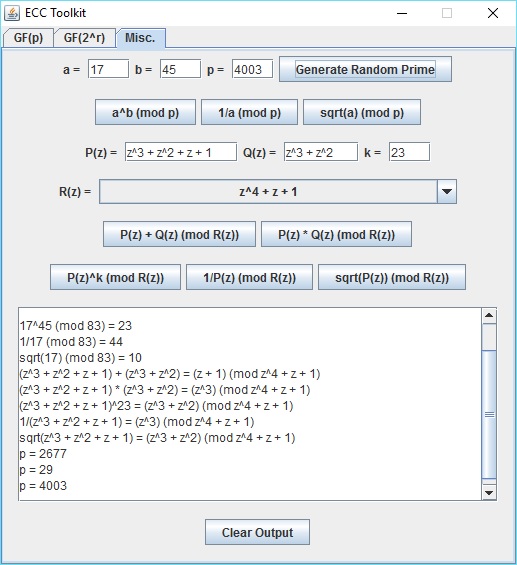 ECC Toolkit
GF(p) GF(2^r) Misc.
a = 17 b = 45 p = 4003 Generate Random Prime
a^b (mod p) 1/a (mod p) sqrt(a) (mod p)
P(z) = z^3 + z^2 + z + 1 Q(z) = z^3 + z^2 k = 23
R(z) = z^4 + z + 1
P(z) + Q(z) (mod R(z)) P(z) * Q(z) (mod R(z))
P(z)^k (mod R(z)) 1/P(z) (mod R(z)) sqrt(P(z)) (mod R(z))
17^45 (mod 83) = 23
1/17 (mod 83) = 44
sqrt(17) (mod 83) = 10
(z^3 + z^2 + z + 1) + (z^3 + z^2) = (z + 1) (mod z^4 + z + 1)
(z^3 + z^2 + z + 1) * (z^3 + z^2) = (z^3) (mod z^4 + z + 1)
(z^3 + z^2 + z + 1)^23 = (z^3 + z^2) (mod z^4 + z + 1)
1/(z^3 + z^2 + z + 1) = (z^3) (mod z^4 + z + 1)
sqrt(z^3 + z^2 + z + 1) = (z^3 + z^2) (mod z^4 + z + 1)
p = 2677
p = 29
p = 4003
Clear Output